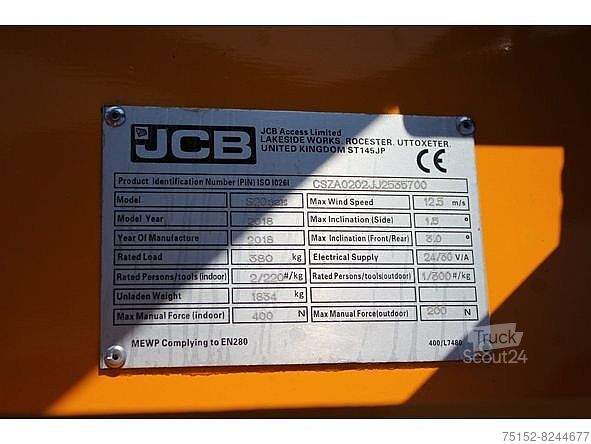 JCB
JCB Access Limited
LAKESIDE WORKS, ROCESTER, UTTOXETER,
UNITED KINGDOM ST145JP
CE
Product Identification Number (PIN) ISO 10261 CSZA0202JJ2535700
Model Max Wind Speed 12.5 m/s
Model Year 2018 Max Inclination (Side) 1.5 °
Year Of Manufacture 2018 Max Inclination (Front/Rear) 3.0 °
Rated Load 380 kg Electrical Supply 24/30 V/A
Rated Persons/tools (indoor) 2/220 #/kg Rated Persons/tools(outdoor) 1/300 #/kg
Unladen Weight 1834 kg
Max Manual Force (indoor) 400 N Max Manual Force(outdoor) 200 N
MEWP Complying to EN280 400/L7480
Truck
Scout24
75152-8244677